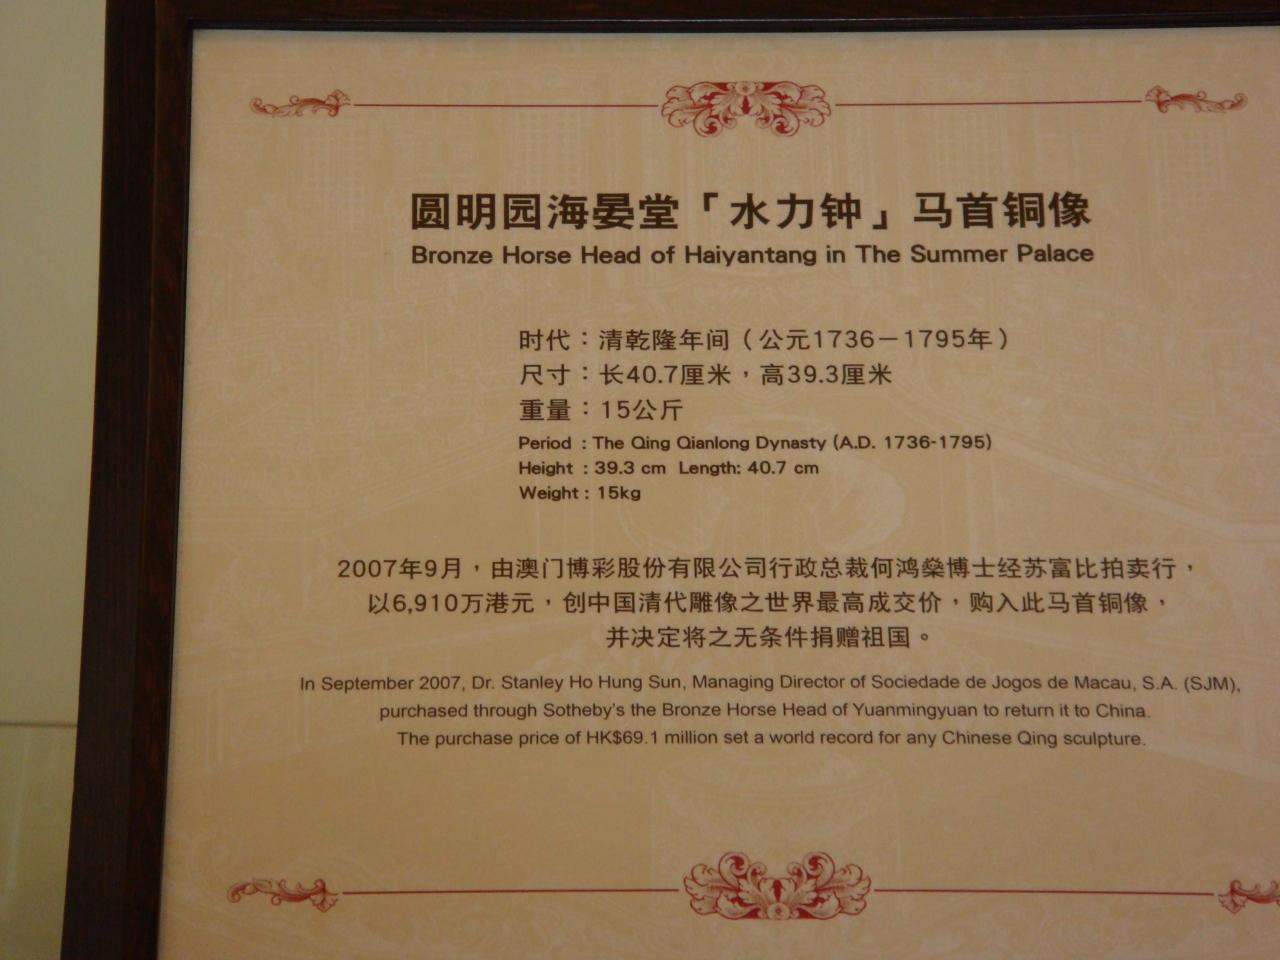 圆明园海晏堂「水力钟」马首铜像
Bronze Horse Head of Haiyantang in The Summer Palace
时代：清乾隆年间（公元1736－1795年）
尺寸：长40.7厘米，高39.3厘米
重量：15公斤
Period : The Qing Qianlong Dynasty (A.D. 1736-1795)
Height : 39.3 cm Length: 40.7 cm
Weight : 15kg
2007年9月，由澳门博彩股份有限公司行政总裁何鸿燊博士经苏富比拍卖行，
以6,910万港元，创中国清代雕像之世界最高成交价，购入此马首铜像，
并决定将之无条件捐赠祖国。
In September 2007, Dr. Stanley Ho Hung Sun, Managing Director of Sociedade de Jogos de Macau, S.A. (SJM),
purchased through Sotheby's the Bronze Horse Head of Yuanmingyuan to return it to China.
The purchase price of HK$69.1 million set a world record for any Chinese Qing sculpture.